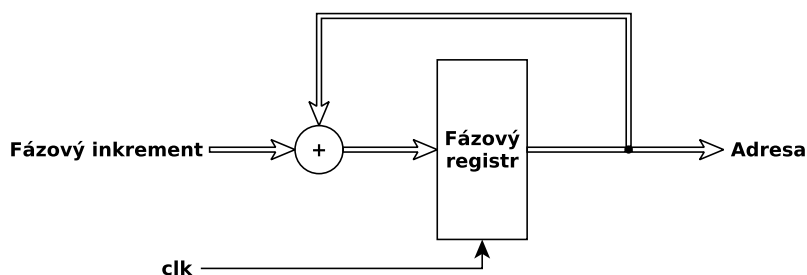 Fázový inkrement
+
Fázový
registr
Adresa
clk